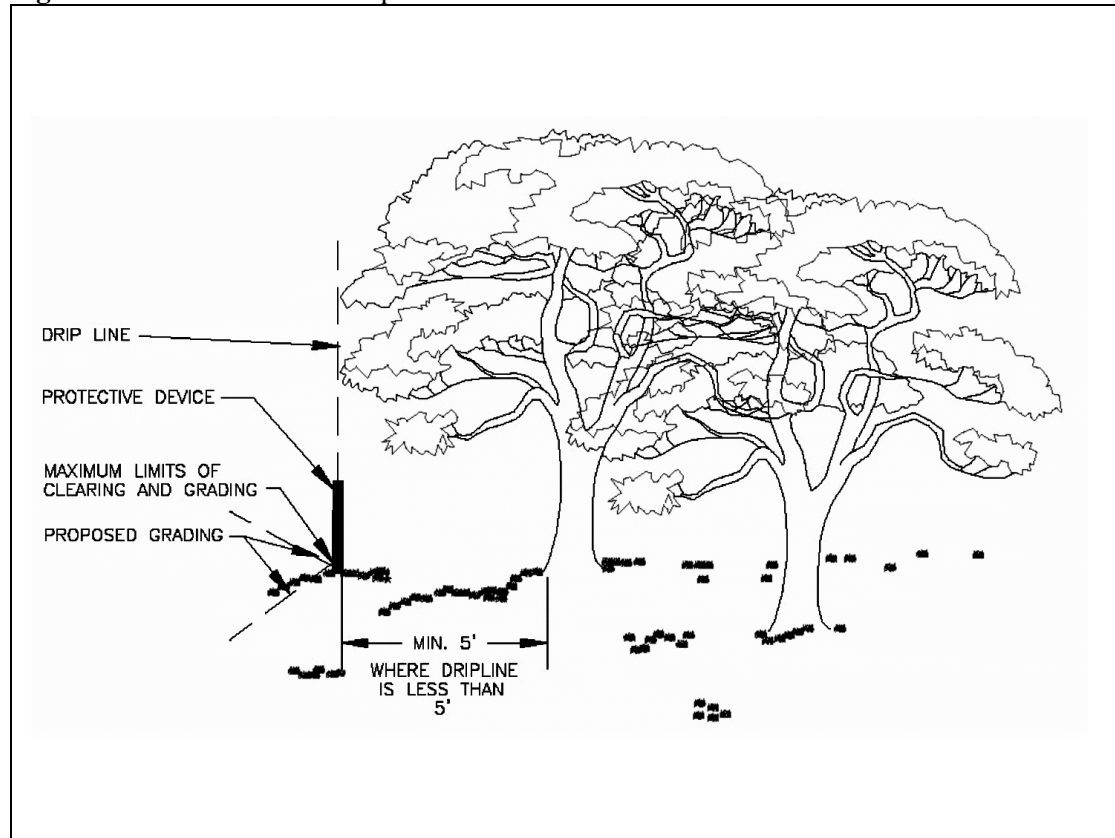 DRIP LINE
PROTECTIVE DEVICE
MAXIMUM LIMITS OF
CLEARING AND GRADING
PROPOSED GRADING
MIN. 5'
WHERE DRIPLINE
IS LESS THAN
5'